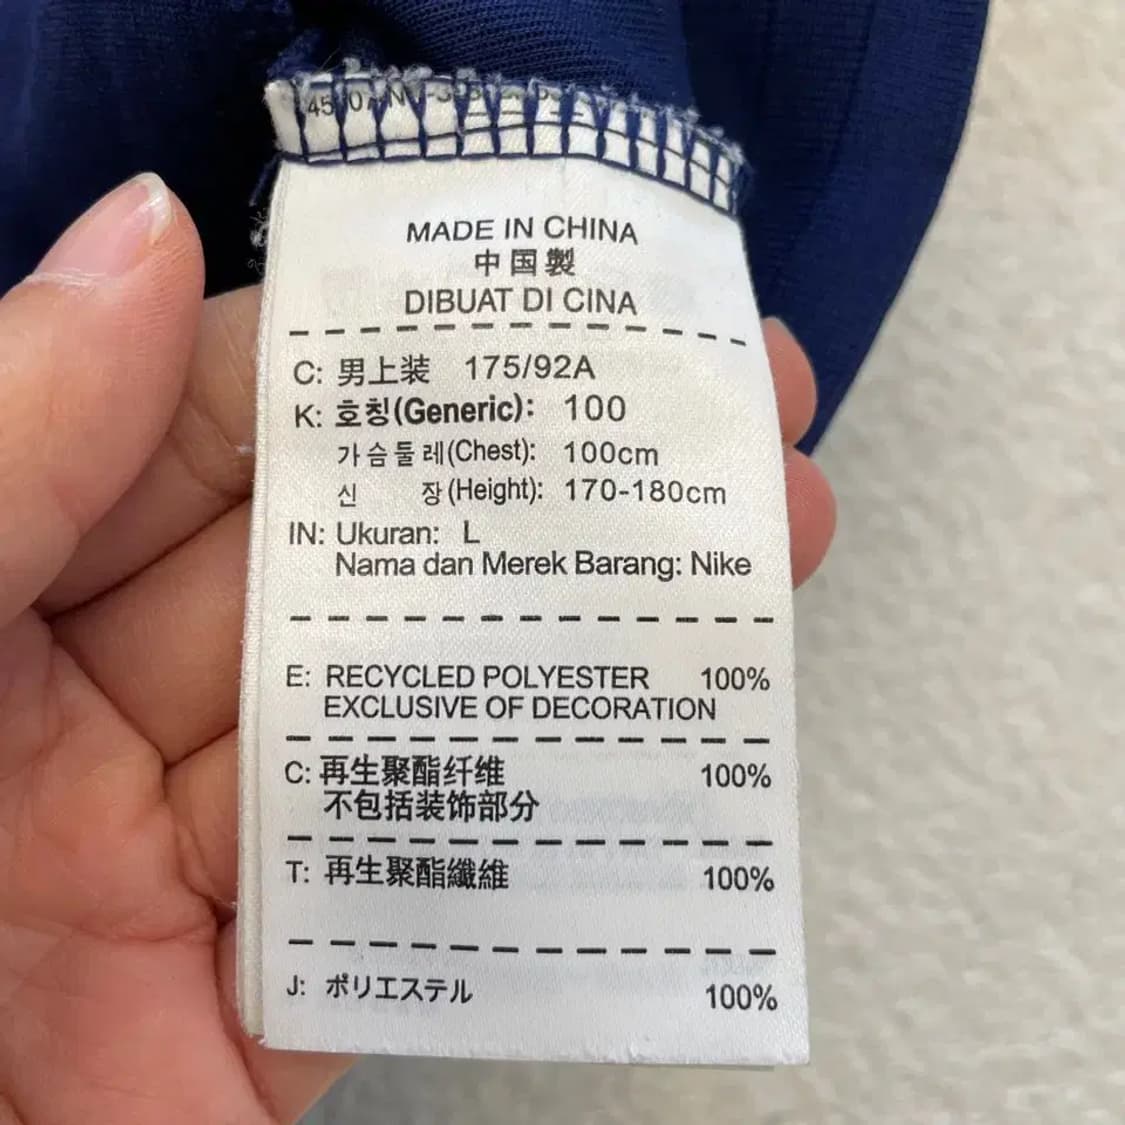 MADE IN CHINA
中国製
DIBUAT DI CINA
C: 男上装 175/92A
K: 호칭(Generic): 100
가슴둘레(Chest): 100cm
신 장(Height): 170-180cm
IN: Ukuran: L
Nama dan Merek Barang: Nike
E: RECYCLED POLYESTER 100%
EXCLUSIVE OF DECORATION
C: 再生聚酯纤维 100%
不包括装饰部分
T: 再生聚酯纖維 100%
J: ポリエステル 100%